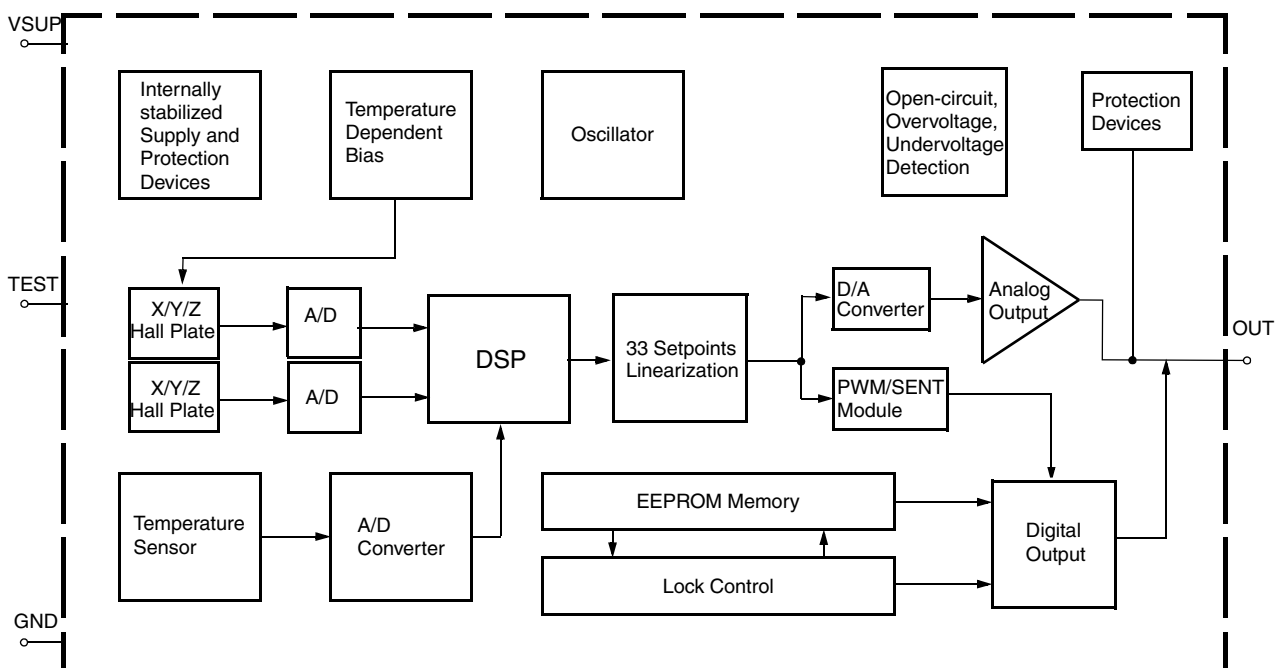 VSUP
Internally
stabilized
Supply and
Protection
Devices
Temperature
Dependent
Bias
Oscillator
Open-circuit,
Overvoltage,
Undervoltage
Detection
Protection
Devices
TEST
X/Y/Z
Hall Plate
A/D
X/Y/Z
Hall Plate
A/D
DSP
33 Setpoints
Linearization
D/A
Converter
Analog
Output
PWM/SENT
Module
OUT
Temperature
Sensor
A/D
Converter
EEPROM Memory
Lock Control
Digital
Output
GND